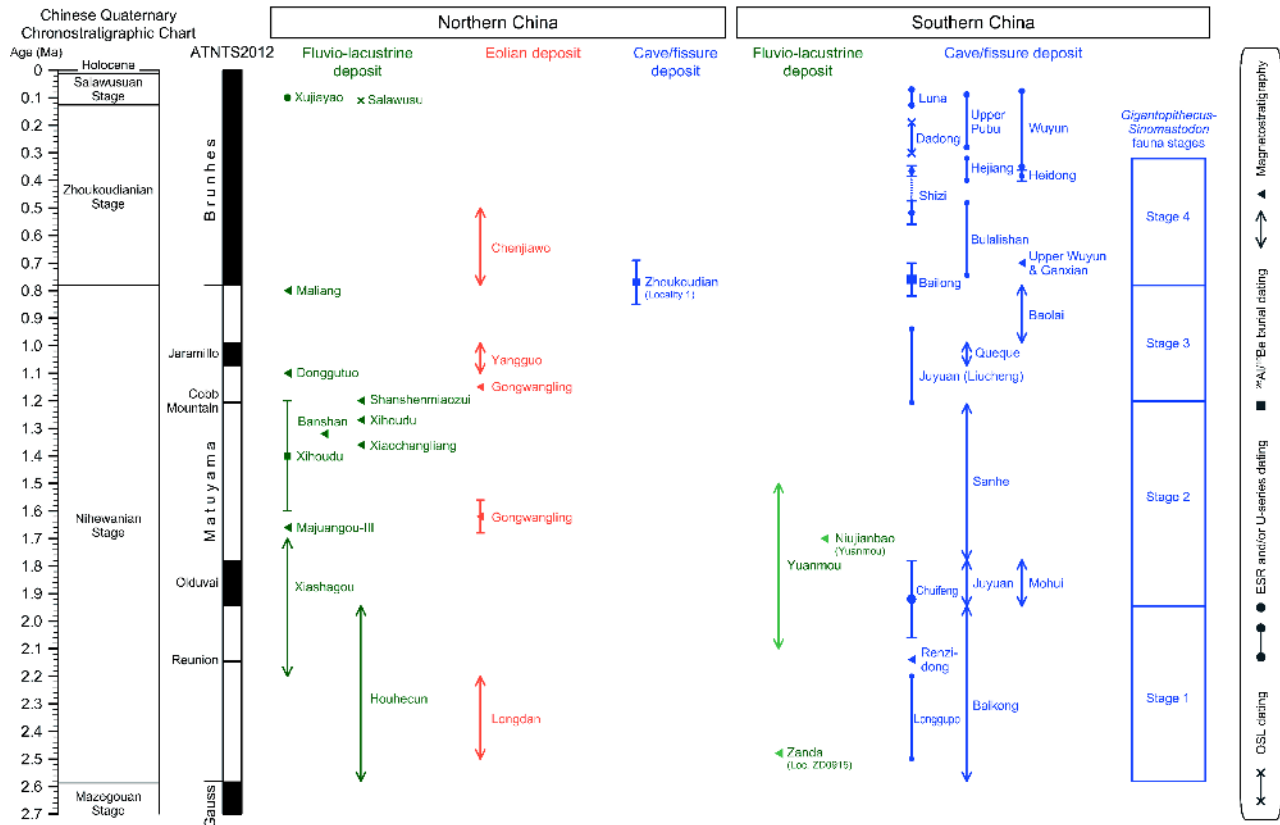 Chinese Quaternary
Chronostratigraphic Chart
Northern China
Southern China
Age (Ma)
ATNTS2012
Fluvio-lacustrine
deposit
Eolian deposit
Cave/fissure
deposit
Fluvio-lacustrine
deposit
Cave/fissure deposit
0
0.1
0.2
0.3
0.4
0.5
0.6
0.7
0.8
0.9
1.0
1.1
1.2
1.3
1.4
1.5
1.6
1.7
1.8
1.9
2.0
2.1
2.2
2.3
2.4
2.5
2.6
2.7
Holocene
Salawusuan
Stage
Zhoukoudianian
Stage
Nihewanian
Stage
Mazegouan
Stage
Brunhes
Matuyama
Gauss
Jaramillo
Cobb
Mountain
Olduvai
Reunion
Xujiayao
Salawusu
Maliang
Donggutuo
Shanshenmiaozui
Banshan
Xihoudu
Xiaochangliang
Xihoudu
Majuangou-III
Xiashagou
Houhecun
Chenjiawo
Yangguo
Gongwangling
Gongwangling
Longdan
Zhoukoudian
(Locality 1)
Niujianbao
(Yuanmou)
Yuanmou
Zanda
(Loc. ZD0915)
Luna
Upper
Pubu
Wuyun
Dadong
Hejiang
Heidong
Shizi
Bulalishan
Upper Wuyun
& Ganxian
Bailong
Baolai
Queque
Juyuan (Liucheng)
Sanhe
Chuifeng
Juyuan
Mohui
Renzi-
dong
Longgupo
Baikong
Gigantopithecus-
Sinomastodon
fauna stages
Stage 4
Stage 3
Stage 2
Stage 1
Magnetostratigraphy
²⁶Al/¹⁰Be burial dating
ESR and/or U-series dating
OSL dating